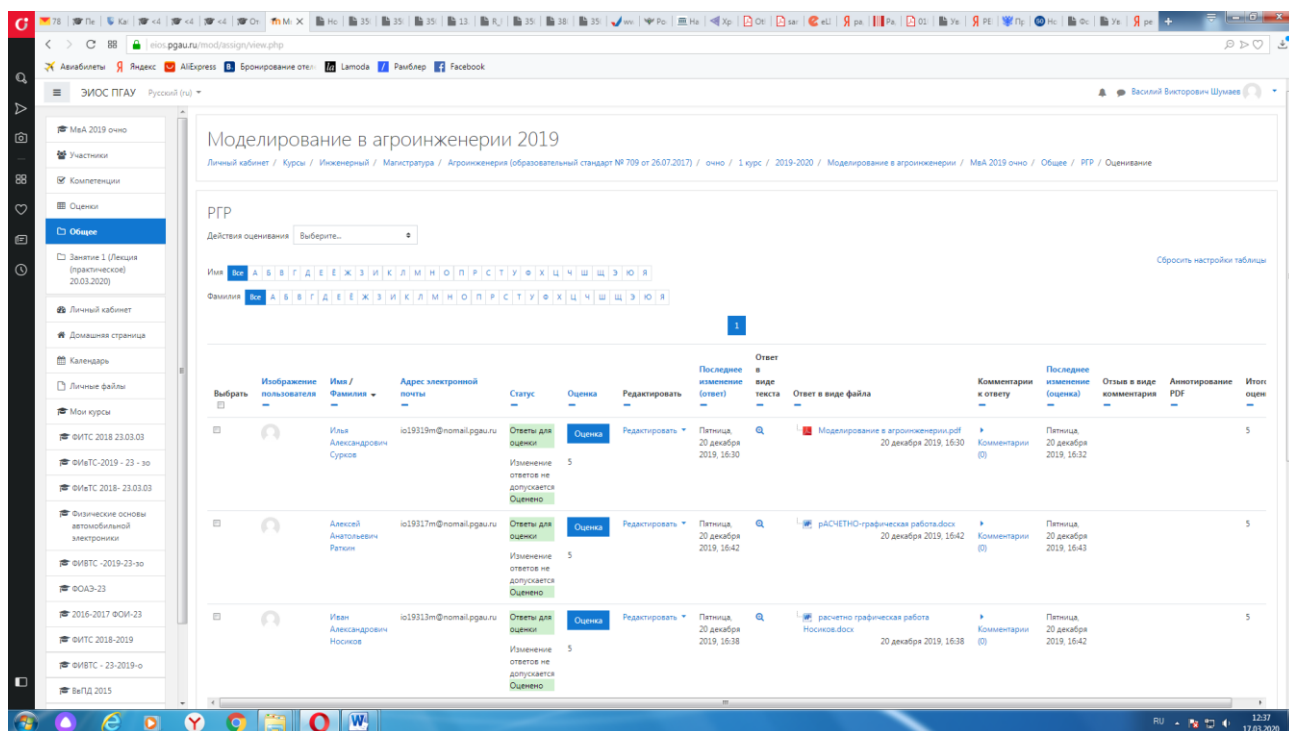 eios.pgau.ru/mod/assign/view.php
Авиабилеты Яндекс AliExpress Lamoda Рамблер Facebook
ЭИОС ПГАУ Русский (ru)
Василий Викторович Шумаев
МвА 2019 очно
Участники
Компетенции
Оценки
Общее
Занятие 1 (Лекция
(практическое)
20.03.2020)
Личный кабинет
Домашняя страница
Календарь
Личные файлы
Мои курсы
ФИТС 2018 23.03.03
ФИвТС-2019 - 23 - зо
ФИвТС 2018- 23.03.03
Физические основы
автомобильной
электроники
ФИВТС -2019-23-зо
ФОАЭ-23
2016-2017 ФОИ-23
ФИТС 2018-2019
ФИВТС - 23-2019-о
ВвПД 2015
Моделирование в агроинженерии 2019
Личный кабинет / Курсы / Инженерный / Магистратура / Агроинженерия (образовательный стандарт № 709 от 26.07.2017) / очно / 1 курс / 2019-2020 / Моделирование в агроинженерии / МвА 2019 очно / Общее / РГР / Оценивание
РГР
Действия оценивания Выберите...
Сбросить настройки таблицы
Имя Все А Б В Г Д Е Ё Ж З И К Л М Н О П Р С Т У Ф Х Ц Ч Ш Щ Э Ю Я
Фамилия Все А Б В Г Д Е Ё Ж З И К Л М Н О П Р С Т У Ф Х Ц Ч Ш Щ Э Ю Я
1
Выбрать
Изображение
пользователя
Имя /
Фамилия
Адрес электронной
почты
Статус
Оценка
Редактировать
Последнее
изменение
(ответ)
Ответ
в
виде
текста
Ответ в виде файла
Комментарии
к ответу
Последнее
изменение
(оценка)
Отзыв в виде
комментария
Аннотирование
PDF
Илья
Александрович
Сурков
io19319m@nomail.pgau.ru
Ответы для
оценки
Изменение
ответов не
допускается
Оценено
Оценка
5
Редактировать
Пятница,
20 декабря
2019, 16:30
Моделирование в агроинженерии.pdf
20 декабря 2019, 16:30
Комментарии
(0)
Пятница,
20 декабря
2019, 16:32
5
Алексей
Анатольевич
Раткин
io19317m@nomail.pgau.ru
Ответы для
оценки
Изменение
ответов не
допускается
Оценено
Оценка
5
Редактировать
Пятница,
20 декабря
2019, 16:42
рАСЧЕТНО-графическая работа.docx
20 декабря 2019, 16:42
Комментарии
(0)
Пятница,
20 декабря
2019, 16:43
5
Иван
Александрович
Носиков
io19313m@nomail.pgau.ru
Ответы для
оценки
Изменение
ответов не
допускается
Оценено
Оценка
5
Редактировать
Пятница,
20 декабря
2019, 16:38
расчетно графическая работа
Носиков.docx
20 декабря 2019, 16:38
Комментарии
(0)
Пятница,
20 декабря
2019, 16:38
5
RU
12:37
17.03.2020